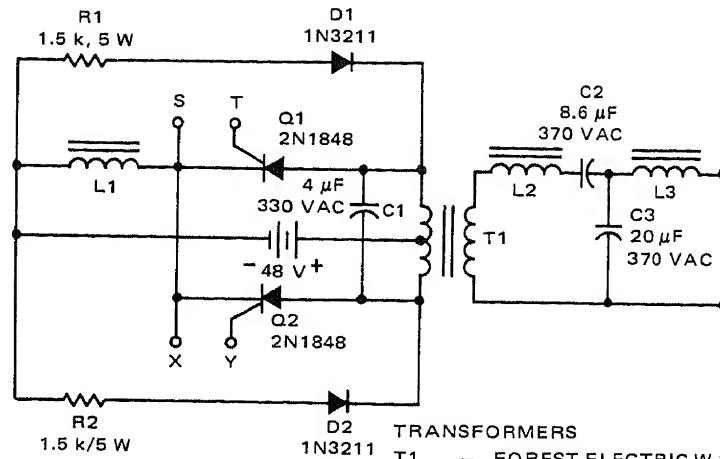 R1
1.5 k, 5 W
D1
1N3211
S
T
Q1
2N1848
C2
8.6 μF
370 VAC
L1
4 μF
330 VAC
C1
L2
L3
T1
C3
20 μF
370 VAC
− 48 V +
Q2
2N1848
X
Y
R2
1.5 k/5 W
D2
1N3211
TRANSFORMERS
T1 — FOREST ELECTRIC W